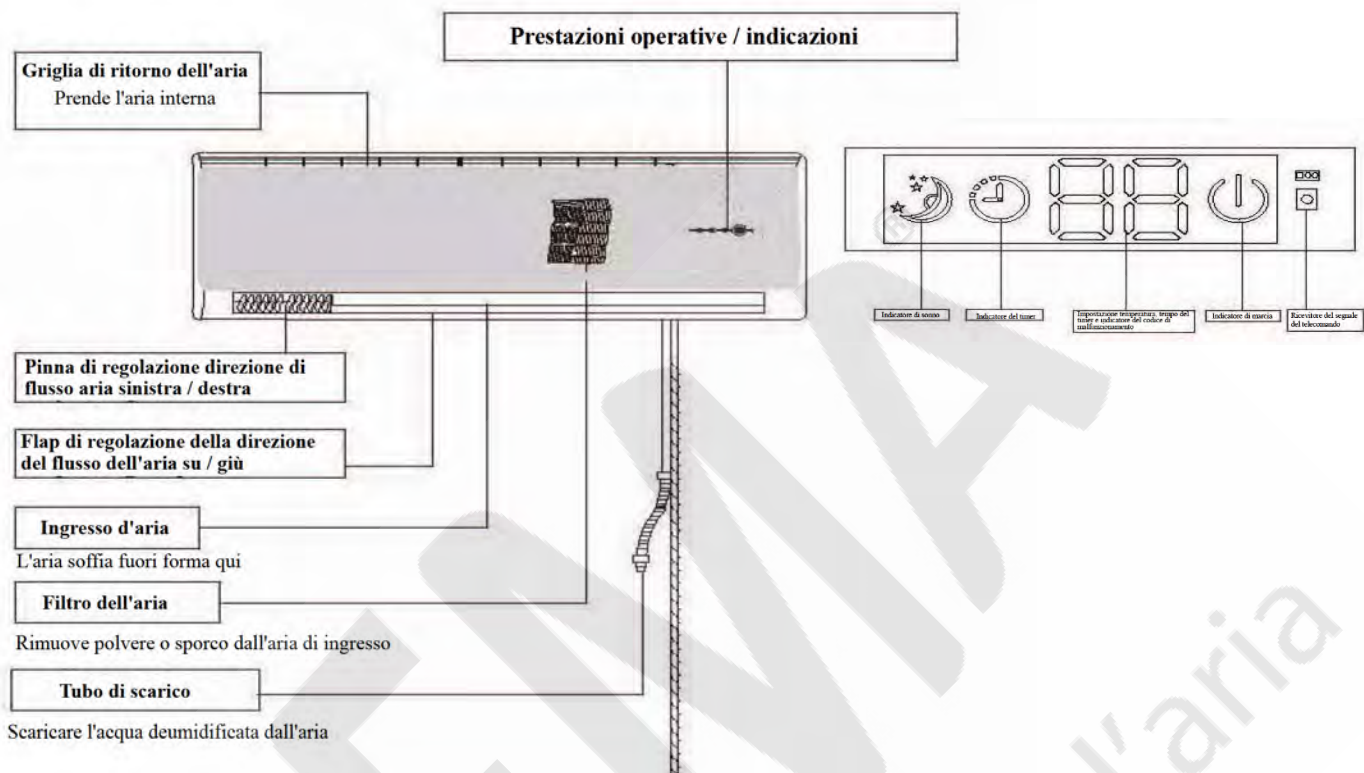 Prestazioni operative / indicazioni
Griglia di ritorno dell'aria
Prende l'aria interna
Indicatore di sonno
Indicatore del timer
Impostazione temperatura, tempo del
timer e indicatore del codice di
malfunzionamento
Indicatore di marcia
Ricevitore del segnale
del telecomando
Pinna di regolazione direzione di
flusso aria sinistra / destra
Flap di regolazione della direzione
del flusso dell'aria su / giù
Ingresso d'aria
L'aria soffia fuori forma qui
Filtro dell'aria
Rimuove polvere o sporco dall'aria di ingresso
Tubo di scarico
Scaricare l'acqua deumidificata dall'aria
EMA
l'aria
®